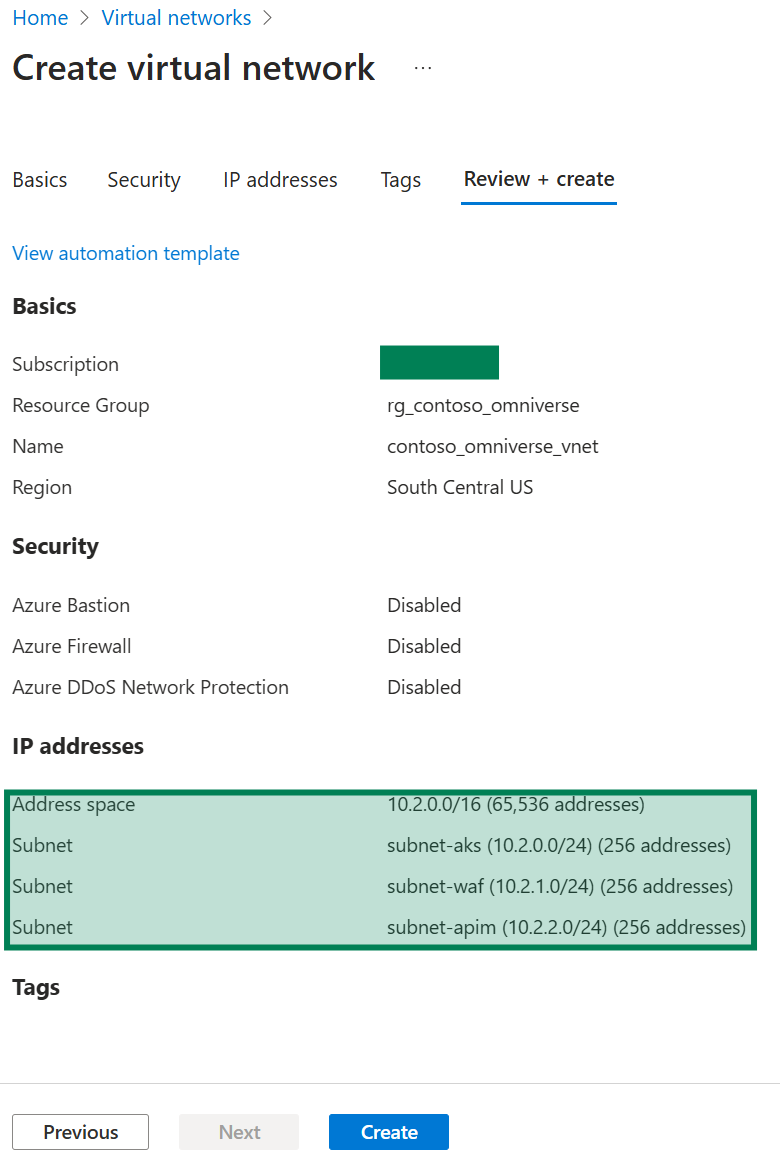 Home > Virtual networks >
Create virtual network ...
Basics Security IP addresses Tags Review + create
View automation template
Basics
Subscription
Resource Group rg_contoso_omniverse
Name contoso_omniverse_vnet
Region South Central US
Security
Azure Bastion Disabled
Azure Firewall Disabled
Azure DDoS Network Protection Disabled
IP addresses
Address space 10.2.0.0/16 (65,536 addresses)
Subnet subnet-aks (10.2.0.0/24) (256 addresses)
Subnet subnet-waf (10.2.1.0/24) (256 addresses)
Subnet subnet-apim (10.2.2.0/24) (256 addresses)
Tags
Previous Next Create